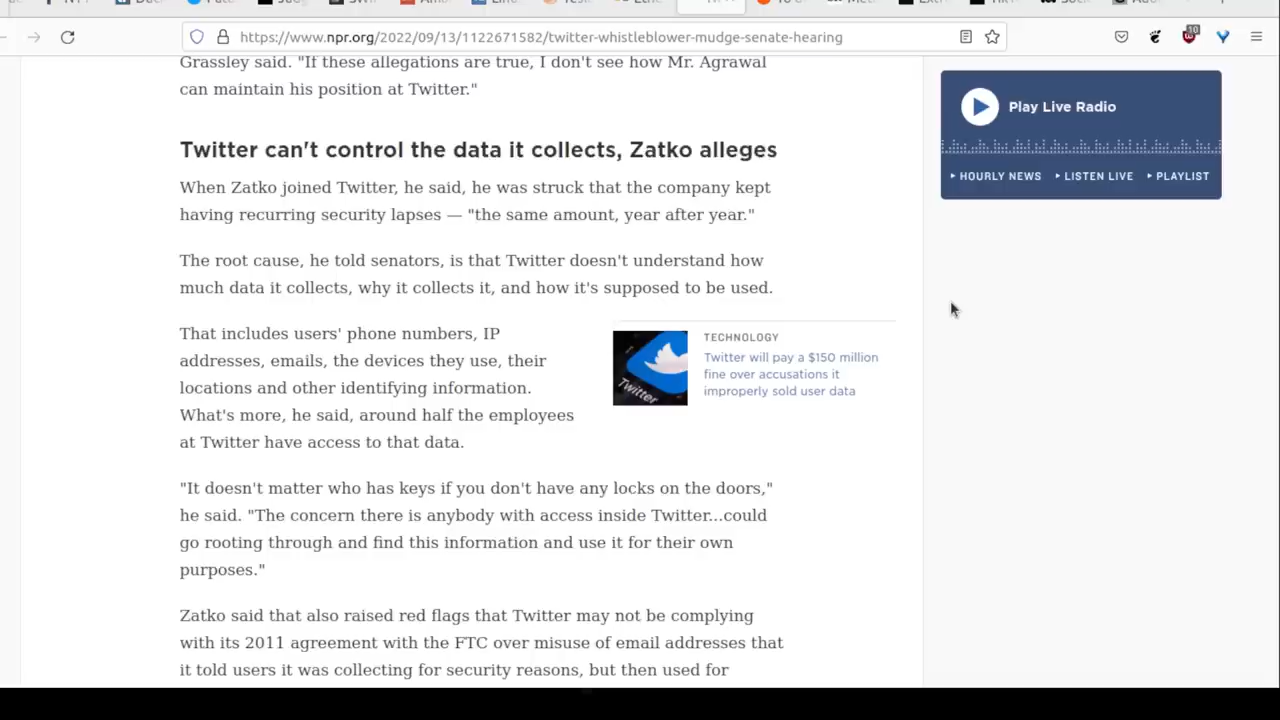 https://www.npr.org/2022/09/13/1122671582/twitter-whistleblower-mudge-senate-hearing
10
Grassley said. "If these allegations are true, I don't see how Mr. Agrawal
can maintain his position at Twitter."
Play Live Radio
HOURLY NEWS
LISTEN LIVE
PLAYLIST
Twitter can't control the data it collects, Zatko alleges
When Zatko joined Twitter, he said, he was struck that the company kept
having recurring security lapses — "the same amount, year after year."
The root cause, he told senators, is that Twitter doesn't understand how
much data it collects, why it collects it, and how it's supposed to be used.
That includes users' phone numbers, IP
addresses, emails, the devices they use, their
locations and other identifying information.
What's more, he said, around half the employees
at Twitter have access to that data.
Twitter
TECHNOLOGY
Twitter will pay a $150 million
fine over accusations it
improperly sold user data
"It doesn't matter who has keys if you don't have any locks on the doors,"
he said. "The concern there is anybody with access inside Twitter...could
go rooting through and find this information and use it for their own
purposes."
Zatko said that also raised red flags that Twitter may not be complying
with its 2011 agreement with the FTC over misuse of email addresses that
it told users it was collecting for security reasons, but then used for